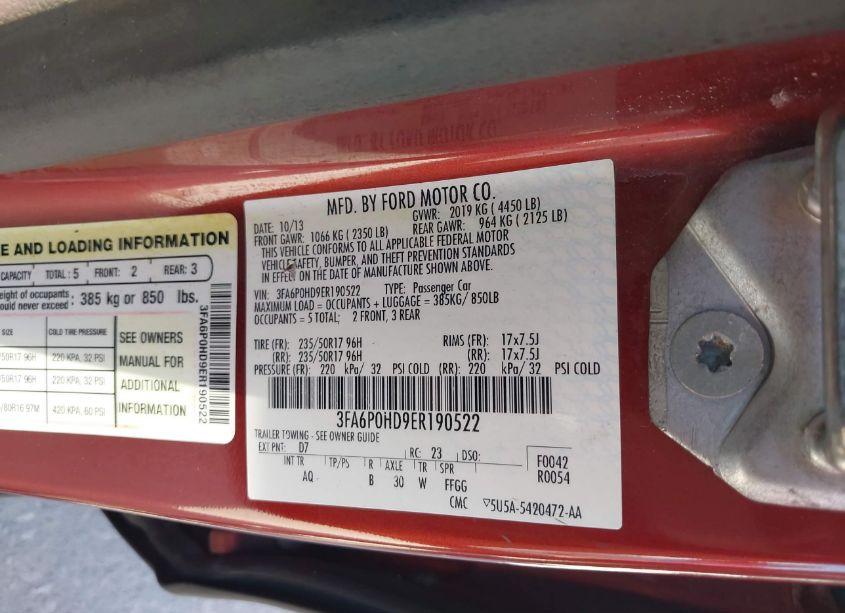 E AND LOADING INFORMATION
CAPACITY TOTAL : 5 FRONT: 2 REAR: 3
eight of occupants
ould never exceed : 385 kg or 850 lbs.
SIZE COLD TIRE PRESSURE
/50R17 96H 220 KPA, 32 PSI
/50R17 96H 220 KPA, 32 PSI
/80R16 97M 420 KPA, 60 PSI
SEE OWNERS
MANUAL FOR
ADDITIONAL
INFORMATION
3FA6P0HD9ER190522
MFD. BY FORD MOTOR CO.
DATE: 10/13 GVWR: 2019 KG ( 4450 LB)
FRONT GAWR: 1066 KG ( 2350 LB) REAR GAWR: 964 KG ( 2125 LB)
THIS VEHICLE CONFORMS TO ALL APPLICABLE FEDERAL MOTOR
VEHICLE SAFETY, BUMPER, AND THEFT PREVENTION STANDARDS
IN EFFECT ON THE DATE OF MANUFACTURE SHOWN ABOVE.
VIN: 3FA6P0HD9ER190522 TYPE: Passenger Car
MAXIMUM LOAD = OCCUPANTS + LUGGAGE = 385KG/ 850LB
OCCUPANTS = 5 TOTAL; 2 FRONT, 3 REAR
TIRE (FR): 235/50R17 96H RIMS (FR): 17x7.5J
(RR): 235/50R17 96H (RR): 17x7.5J
PRESSURE (FR): 220 kPa/ 32 PSI COLD (RR): 220 kPa/ 32 PSI COLD
3FA6P0HD9ER190522
TRAILER TOWING - SEE OWNER GUIDE
EXT PNT: D7 RC: 23 DSO:
F0042
R0054
INT TR TP/PS R AXLE TR SPR
AQ B 30 W FFGG
CMC ▽5U5A-5420472-AA